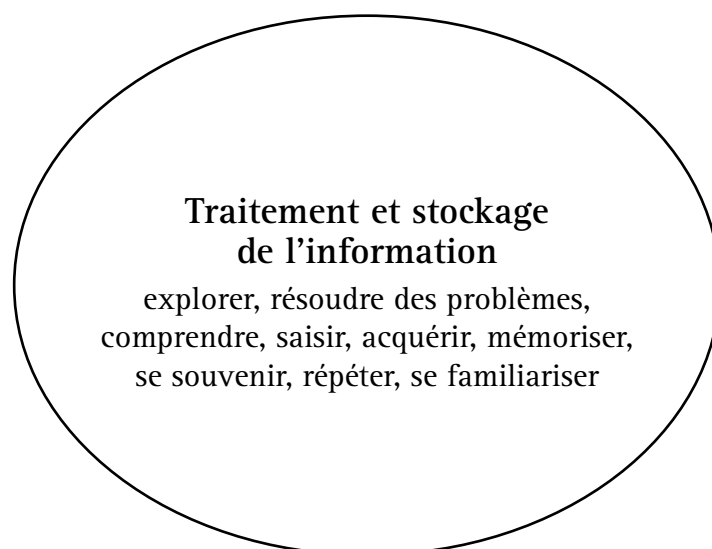 Traitement et stockage
de l’information
explorer, résoudre des problèmes,
comprendre, saisir, acquérir, mémoriser,
se souvenir, répéter, se familiariser